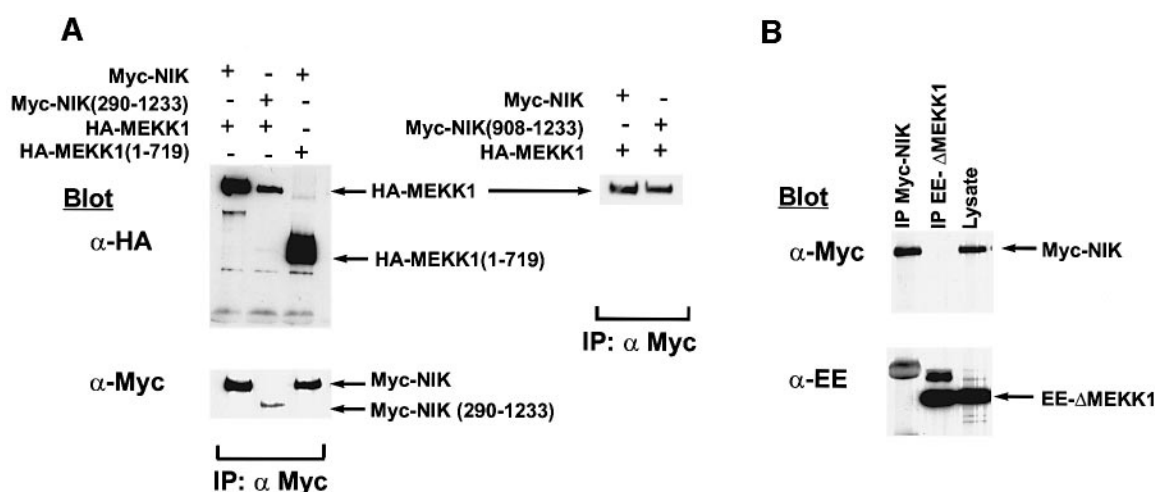 A
Myc-NIK + - +
Myc-NIK(290-1233) - + -
HA-MEKK1 + + -
HA-MEKK1(1-719) - - +
Blot
α-HA
HA-MEKK1
HA-MEKK1(1-719)
α-Myc
Myc-NIK
Myc-NIK (290-1233)
IP: α Myc
Myc-NIK + -
Myc-NIK(908-1233) - +
HA-MEKK1 + +
IP: α Myc
B
IP Myc-NIK
IP EE- ΔMEKK1
Lysate
Blot
α-Myc
Myc-NIK
α-EE
EE-ΔMEKK1